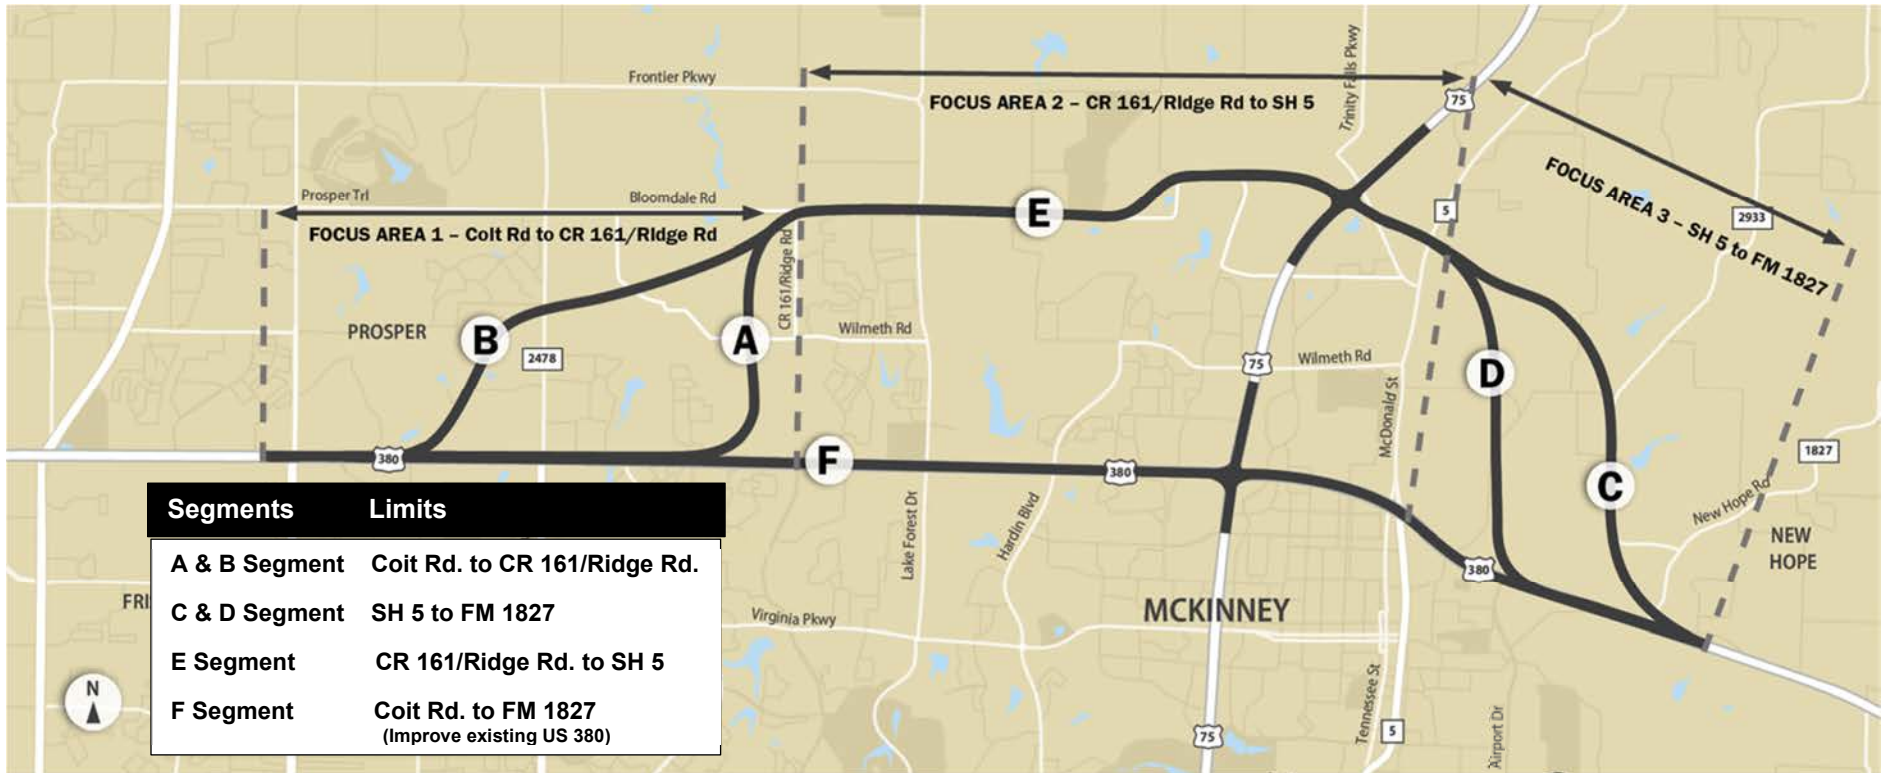 Frontier Pkwy
Trinity Falls Pkwy
75
FOCUS AREA 2 – CR 161/Ridge Rd to SH 5
FOCUS AREA 3 – SH 5 to FM 1827
Prosper Trl
Bloomdale Rd
E
5
2933
FOCUS AREA 1 – Coit Rd to CR 161/Ridge Rd
CR 161/Ridge Rd
PROSPER
B
2478
A
Wilmeth Rd
75
Wilmeth Rd
D
McDonald St
380
F
380
1827
C
New Hope Rd
NEW
HOPE
Lake Forest Dr
Hardin Blvd
380
Segments Limits
A & B Segment Coit Rd. to CR 161/Ridge Rd.
C & D Segment SH 5 to FM 1827
E Segment CR 161/Ridge Rd. to SH 5
F Segment Coit Rd. to FM 1827
(Improve existing US 380)
FRI
Virginia Pkwy
MCKINNEY
N
Tennessee St
75
5
Airport Dr